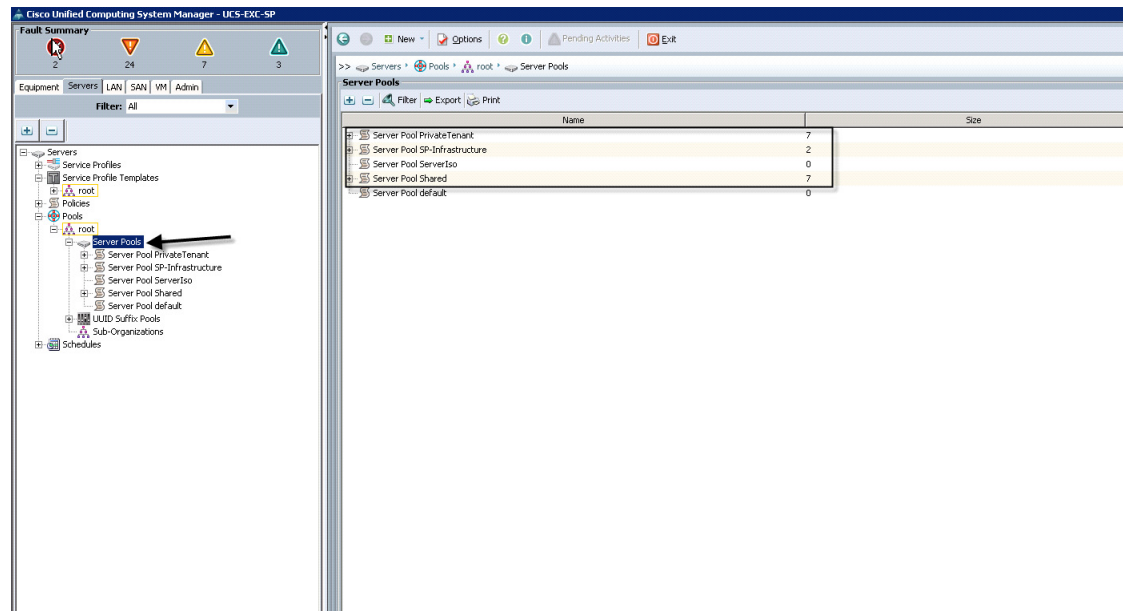 Cisco Unified Computing System Manager - UCS-EXC-SP
Fault Summary
2 24 7 3
Equipment Servers LAN SAN VM Admin
Filter: All
Servers
Service Profiles
Service Profile Templates
root
Policies
Pools
root
Server Pools
Server Pool PrivateTenant
Server Pool SP-Infrastructure
Server Pool ServerIso
Server Pool Shared
Server Pool default
UUID Suffix Pools
Sub-Organizations
Schedules
New Options Pending Activities Exit
>> Servers Pools root Server Pools
Server Pools
Filter Export Print
Name Size
Server Pool PrivateTenant 7
Server Pool SP-Infrastructure 2
Server Pool ServerIso 0
Server Pool Shared 7
Server Pool default 0